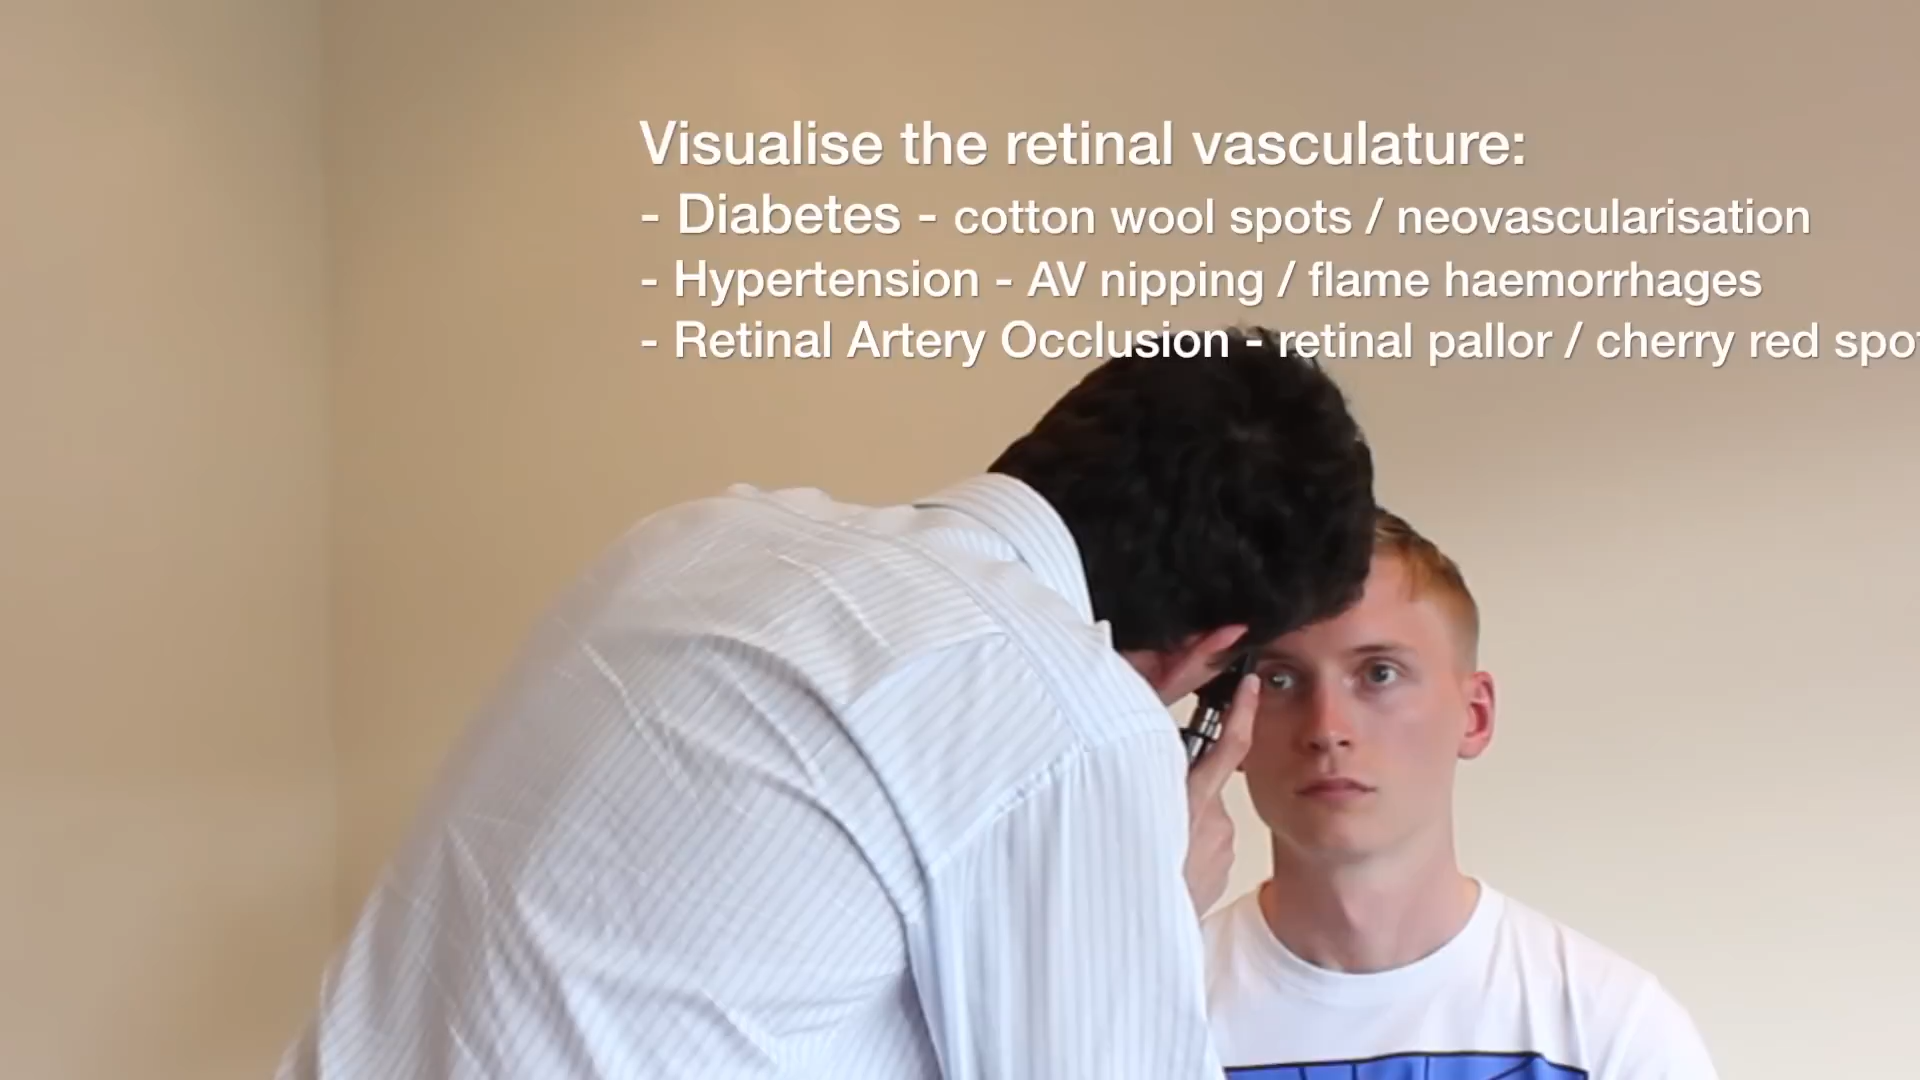 Visualise the retinal vasculature:
- Diabetes - cotton wool spots / neovascularisation
- Hypertension - AV nipping / flame haemorrhages
- Retinal Artery Occlusion - retinal pallor / cherry red spot